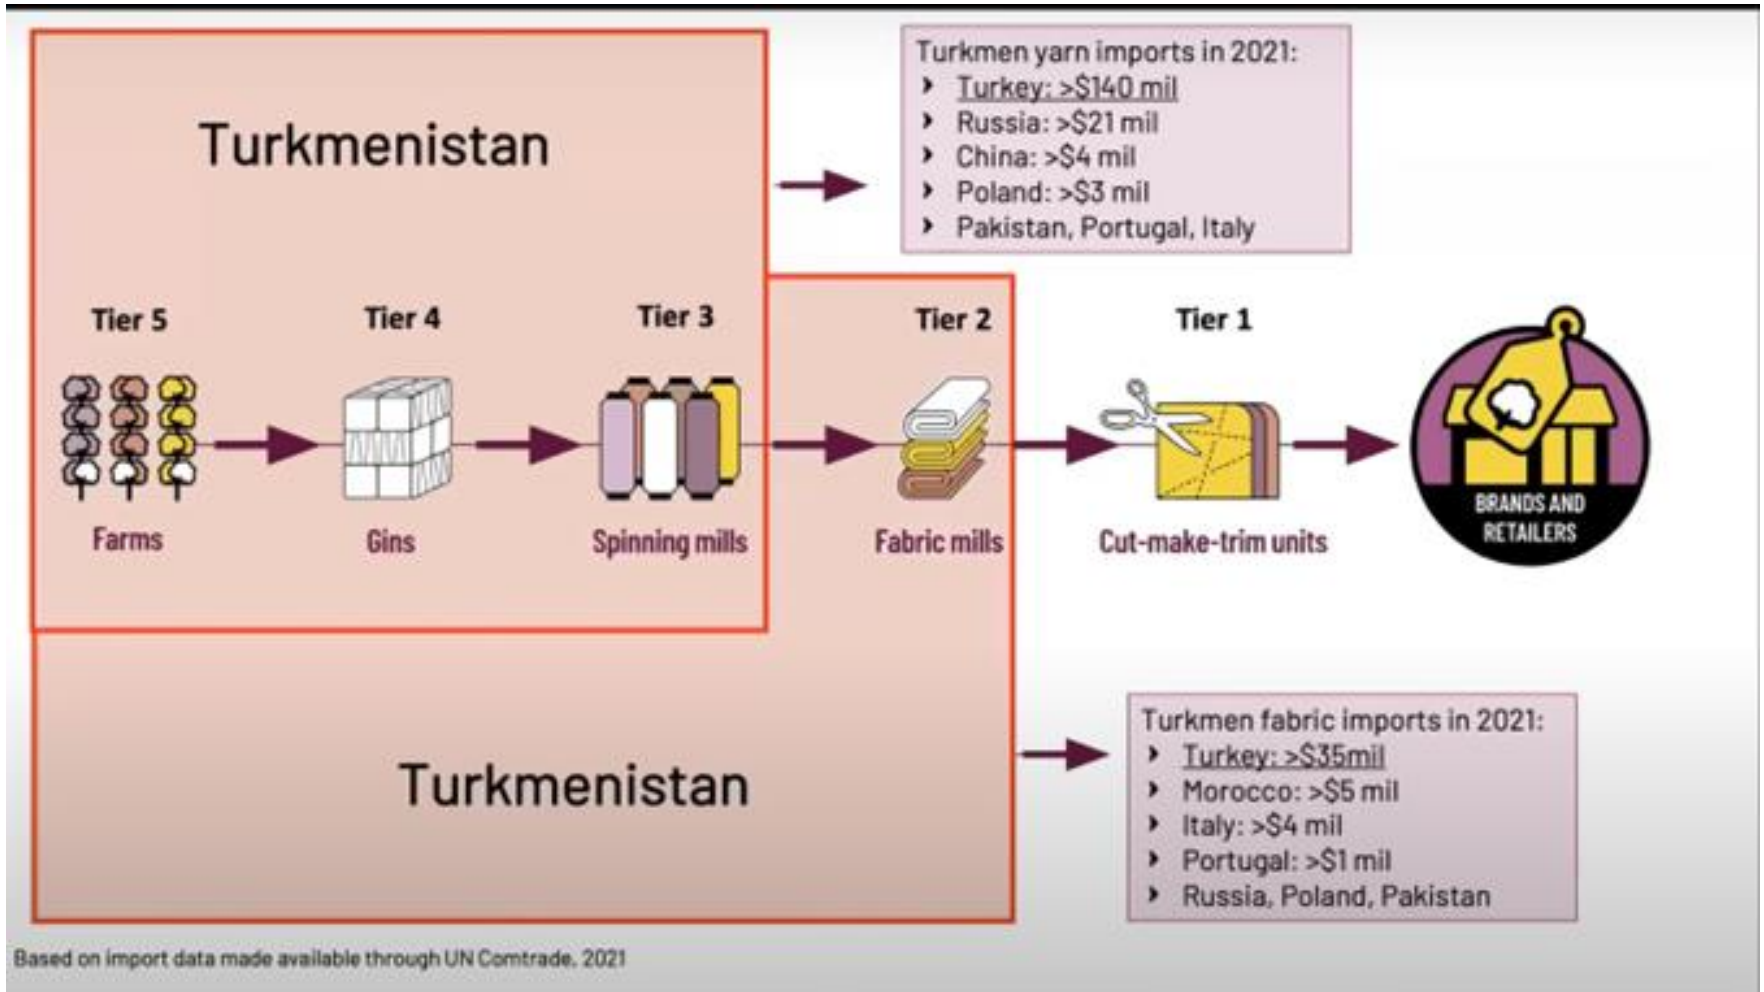 Turkmenistan
Turkmen yarn imports in 2021:
Turkey: >$140 mil
Russia: >$21 mil
China: >$4 mil
Poland: >$3 mil
Pakistan, Portugal, Italy
Tier 5
Tier 4
Tier 3
Tier 2
Tier 1
Farms
Gins
Spinning mills
Fabric mills
Cut-make-trim units
BRANDS AND
RETAILERS
Turkmenistan
Turkmen fabric imports in 2021:
Turkey: >$35mil
Morocco: >$5 mil
Italy: >$4 mil
Portugal: >$1 mil
Russia, Poland, Pakistan
Based on import data made available through UN Comtrade, 2021